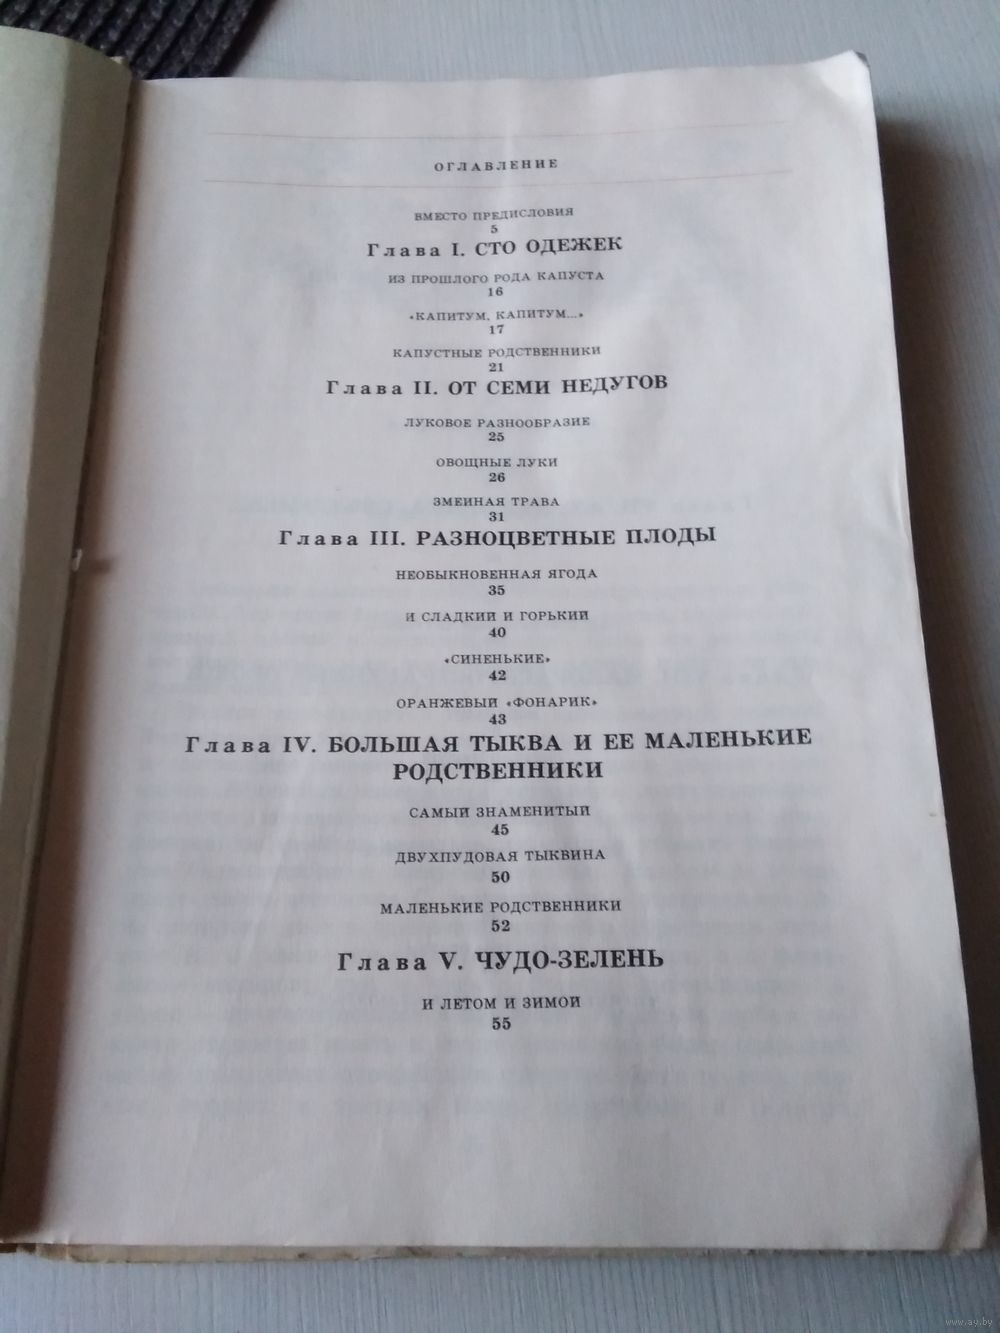 ОГЛАВЛЕНИЕ
ВМЕСТО ПРЕДИСЛОВИЯ
5
Глава I. СТО ОДЕЖЕК
ИЗ ПРОШЛОГО РОДА КАПУСТА
16
«КАПИТУМ, КАПИТУМ...»
17
КАПУСТНЫЕ РОДСТВЕННИКИ
21
Глава II. ОТ СЕМИ НЕДУГОВ
ЛУКОВОЕ РАЗНООБРАЗИЕ
25
ОВОЩНЫЕ ЛУКИ
26
ЗМЕИНАЯ ТРАВА
31
Глава III. РАЗНОЦВЕТНЫЕ ПЛОДЫ
НЕОБЫКНОВЕННАЯ ЯГОДА
35
И СЛАДКИЙ И ГОРЬКИЙ
40
«СИНЕНЬКИЕ»
42
ОРАНЖЕВЫЙ «ФОНАРИК»
43
Глава IV. БОЛЬШАЯ ТЫКВА И ЕЕ МАЛЕНЬКИЕ
РОДСТВЕННИКИ
САМЫЙ ЗНАМЕНИТЫЙ
45
ДВУХПУДОВАЯ ТЫКВИНА
50
МАЛЕНЬКИЕ РОДСТВЕННИКИ
52
Глава V. ЧУДО-ЗЕЛЕНЬ
И ЛЕТОМ И ЗИМОЙ
55
www.ay.by